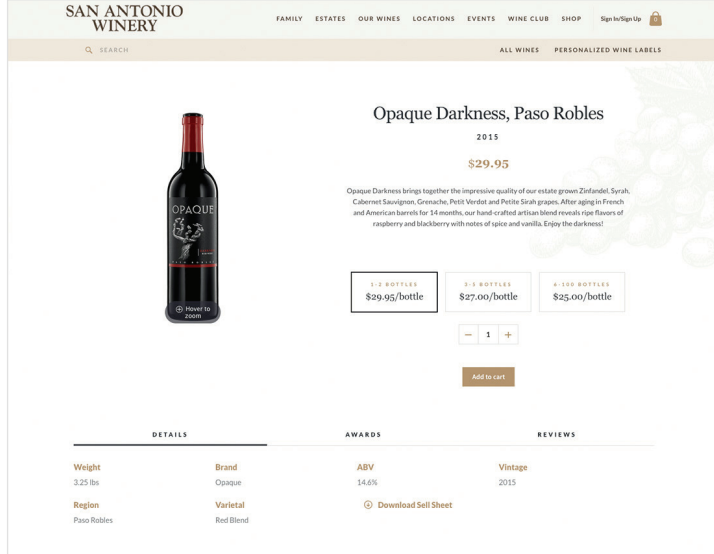 SAN ANTONIO
WINERY
FAMILY ESTATES OUR WINES LOCATIONS EVENTS WINE CLUB SHOP Sign In/Sign Up 0
SEARCH
ALL WINES PERSONALIZED WINE LABELS
Opaque Darkness, Paso Robles
2015
$29.95
Opaque Darkness brings together the impressive quality of our estate grown Zinfandel, Syrah,
Cabernet Sauvignon, Grenache, Petit Verdot and Petite Sirah grapes. After aging in French
and American barrels for 14 months, our hand-crafted artisan blend reveals ripe flavors of
raspberry and blackberry with notes of spice and vanilla. Enjoy the darkness!
OPAQUE
PASO ROBLES
Hover to
zoom
1-2 BOTTLES
$29.95/bottle
3-5 BOTTLES
$27.00/bottle
6-100 BOTTLES
$25.00/bottle
− 1 +
Add to cart
DETAILS AWARDS REVIEWS
Weight Brand ABV Vintage
3.25 lbs Opaque 14.6% 2015
Region Varietal Download Sell Sheet
Paso Robles Red Blend